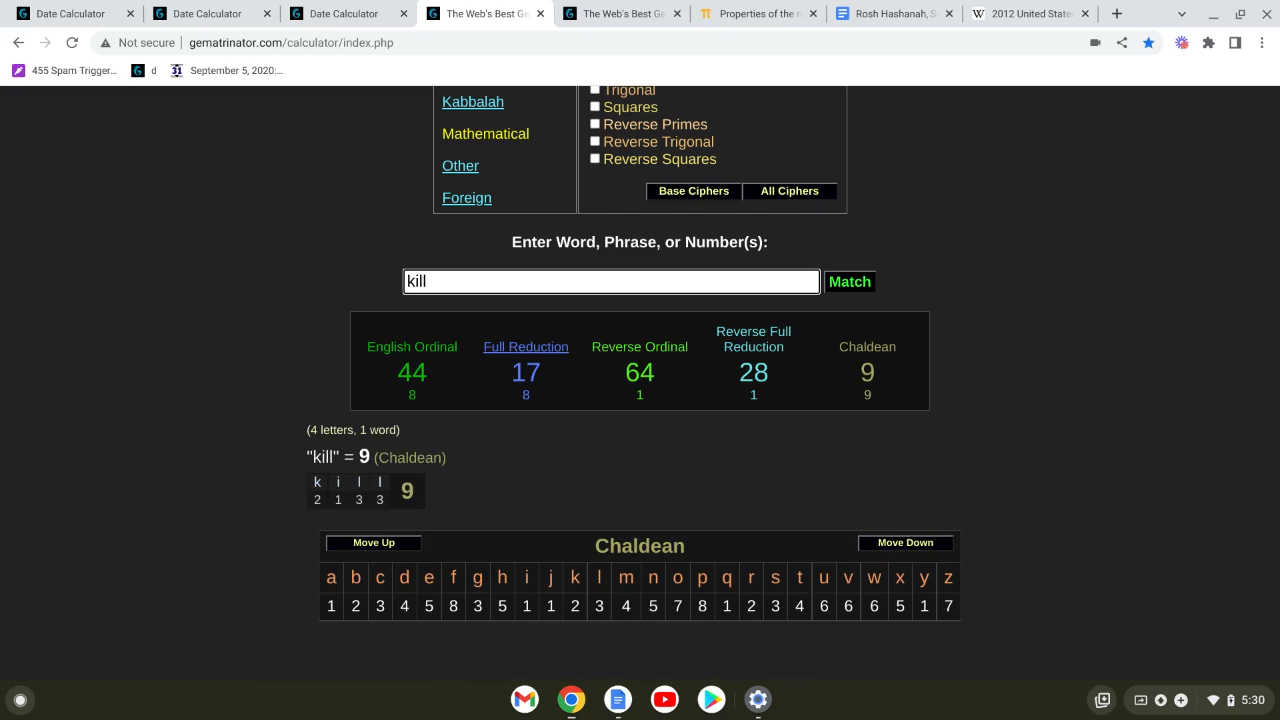 Date Calculator
Date Calculator
Date Calculator
The Web's Best Ge
The Web's Best Ge
Properties of the
Rosh Hashanah, S
2012 United State
Not secure gematrinator.com/calculator/index.php
455 Spam Trigger...
d
31
September 5, 2020:...
Kabbalah
Mathematical
Other
Foreign
Trigonal
Squares
Reverse Primes
Reverse Trigonal
Reverse Squares
Base Ciphers All Ciphers
Enter Word, Phrase, or Number(s):
kill Match
English Ordinal Full Reduction Reverse Ordinal Reverse Full Reduction Chaldean
44 17 64 28 9
8 8 1 1 9
(4 letters, 1 word)
"kill" = 9 (Chaldean)
k i l l 9
2 1 3 3
Move Up Chaldean Move Down
a b c d e f g h i j k l m n o p q r s t u v w x y z
1 2 3 4 5 8 3 5 1 1 2 3 4 5 7 8 1 2 3 4 6 6 6 5 1 7
5:30